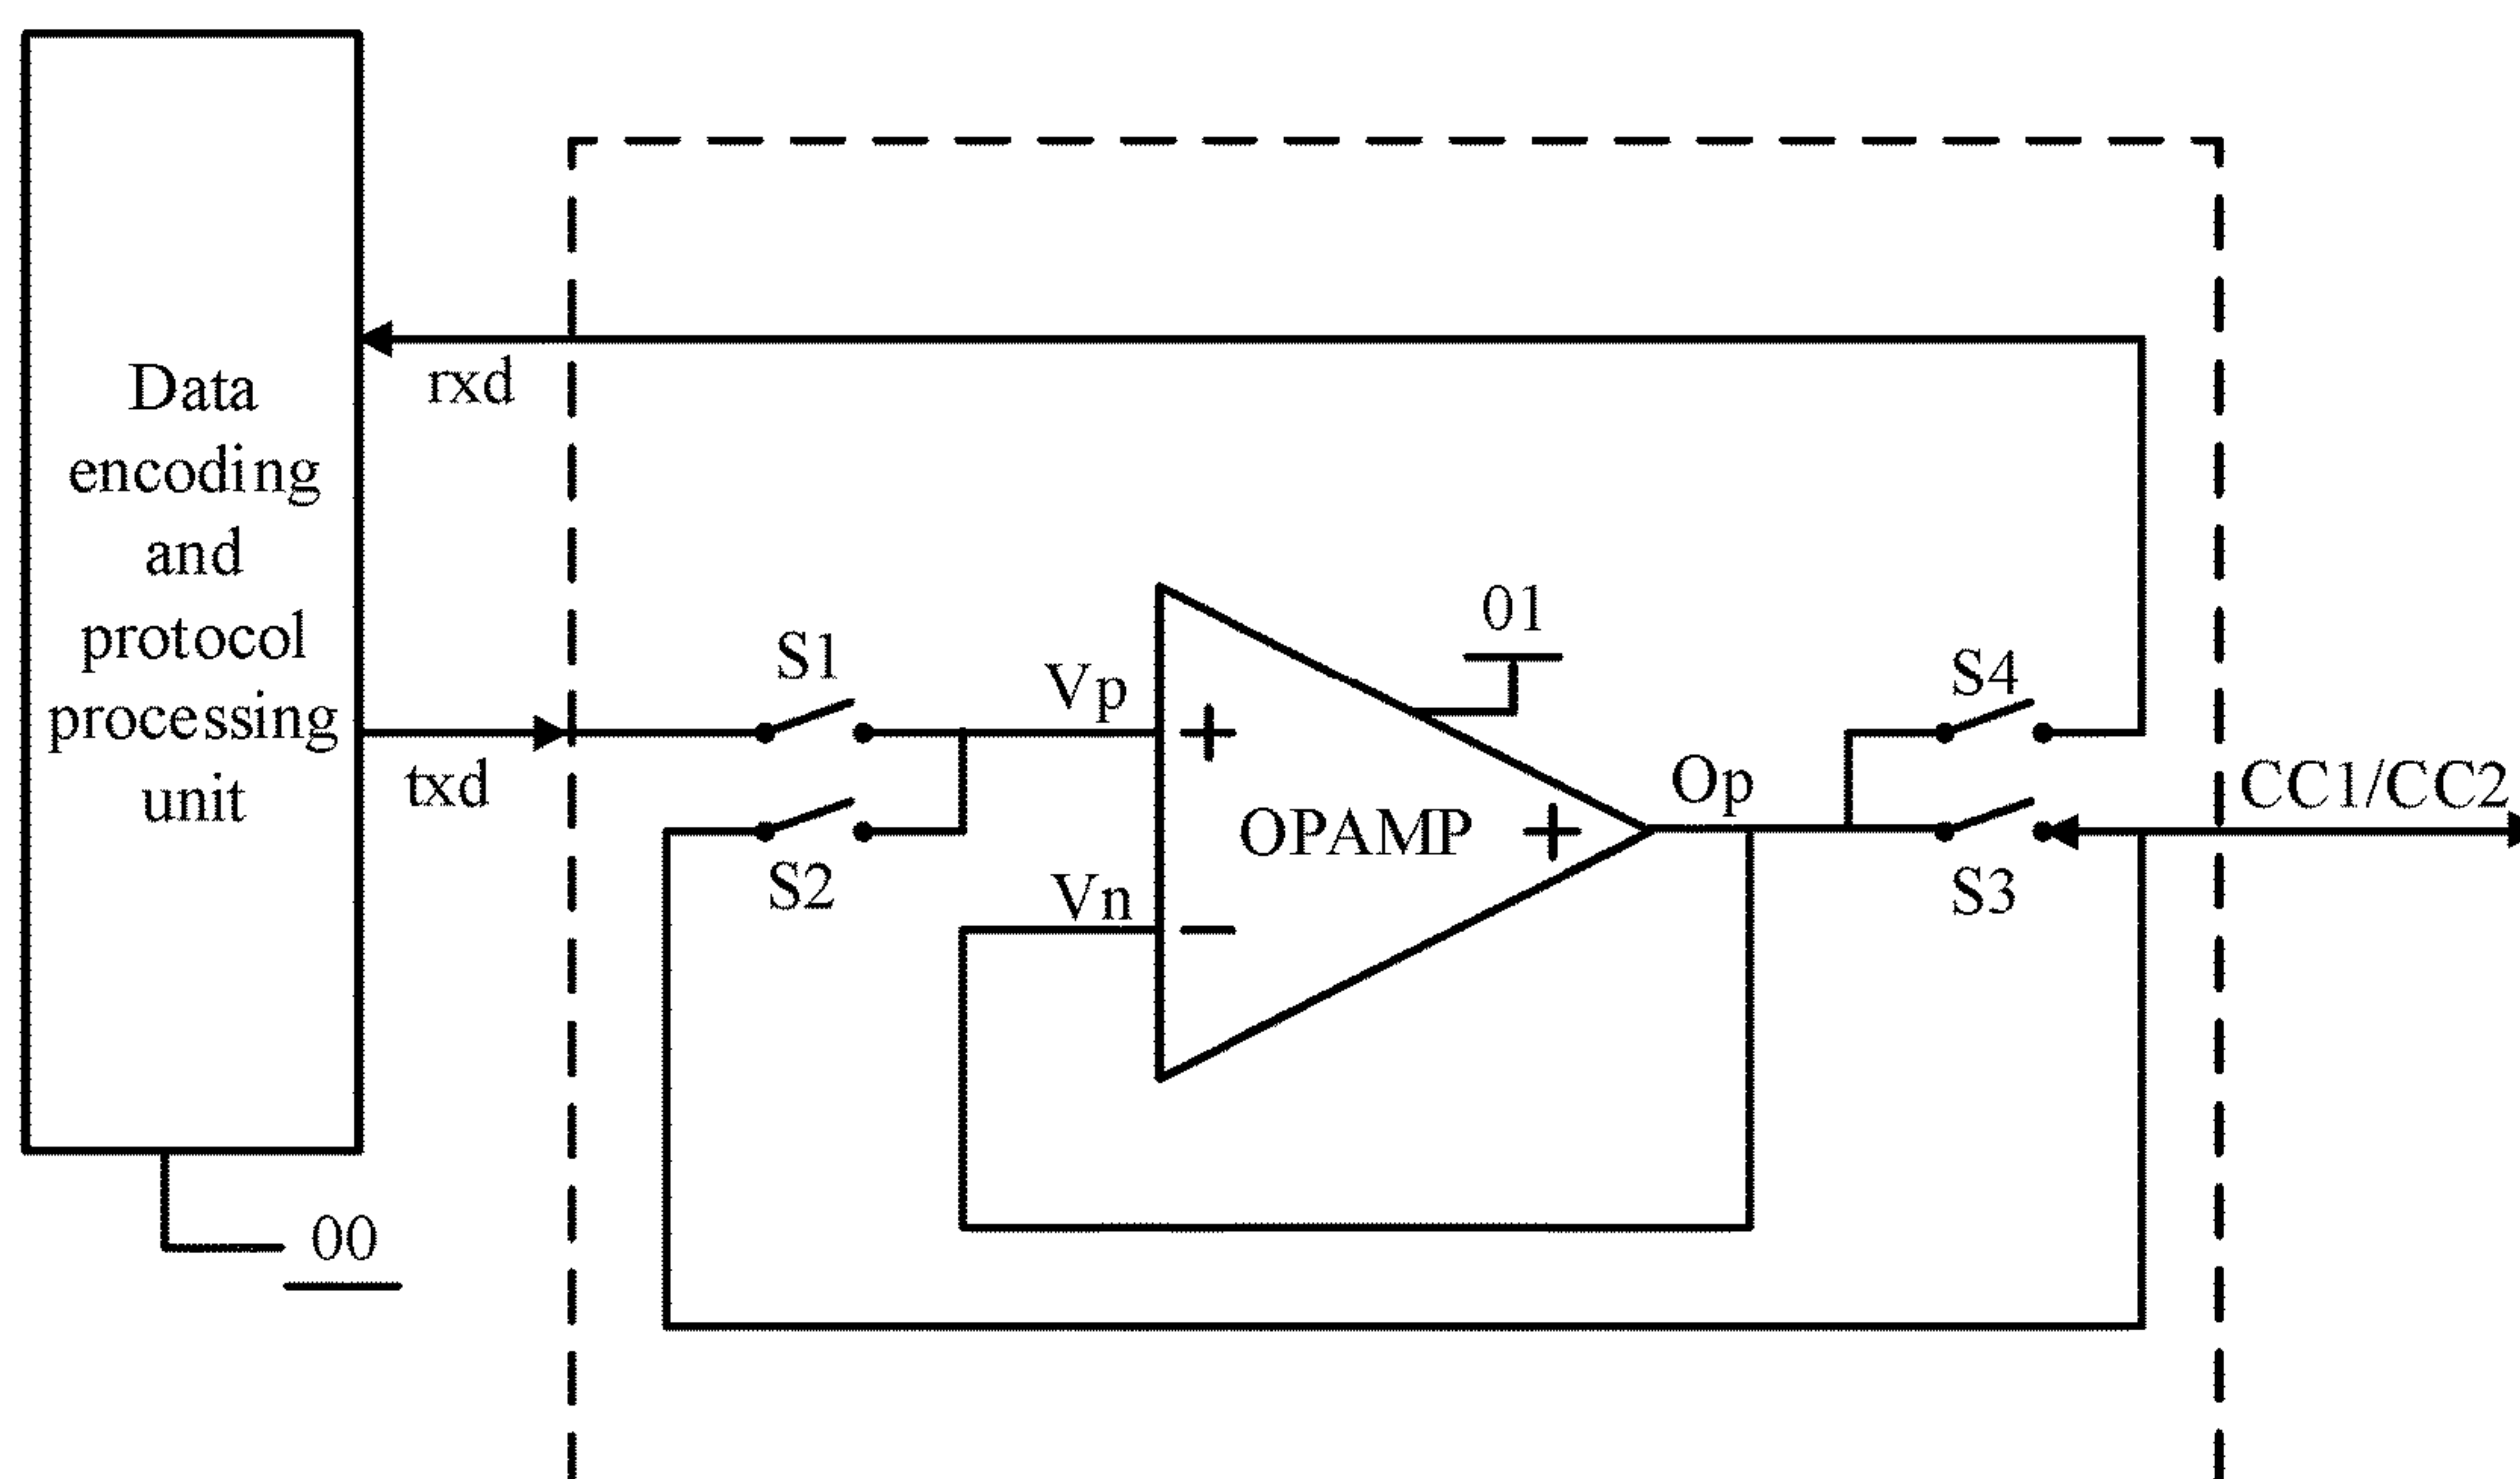 Data
encoding
and
protocol
processing
unit
00
rxd
txd
S1
S2
Vp
Vn
+
−
OPAMP
+
01
Op
S4
S3
CC1/CC2